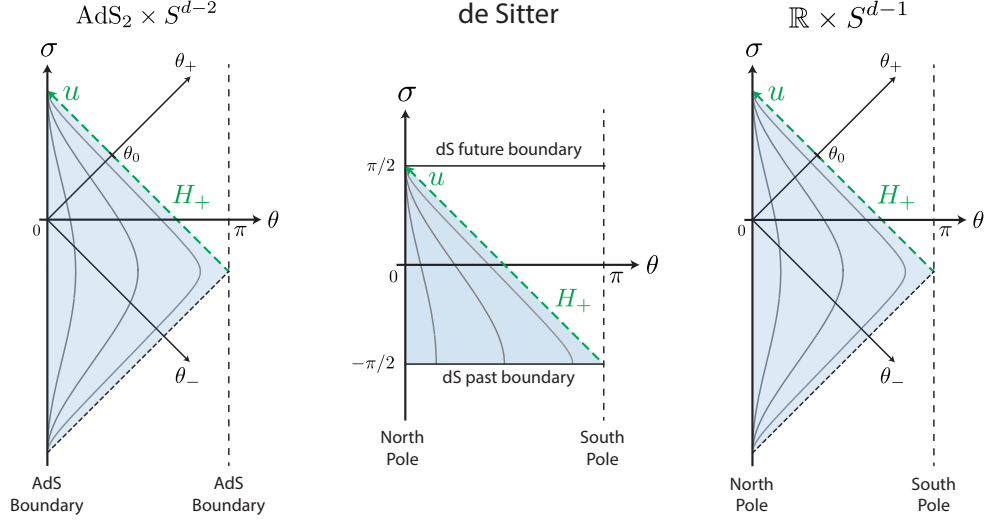 AdS₂ × S^{d−2}
σ
θ₊
u
θ₀
H₊
0
π
θ
θ₋
AdS
Boundary
AdS
Boundary
de Sitter
σ
π/2
dS future boundary
u
0
π
θ
H₊
−π/2
dS past boundary
North
Pole
South
Pole
ℝ × S^{d−1}
σ
θ₊
u
θ₀
H₊
0
π
θ
θ₋
North
Pole
South
Pole